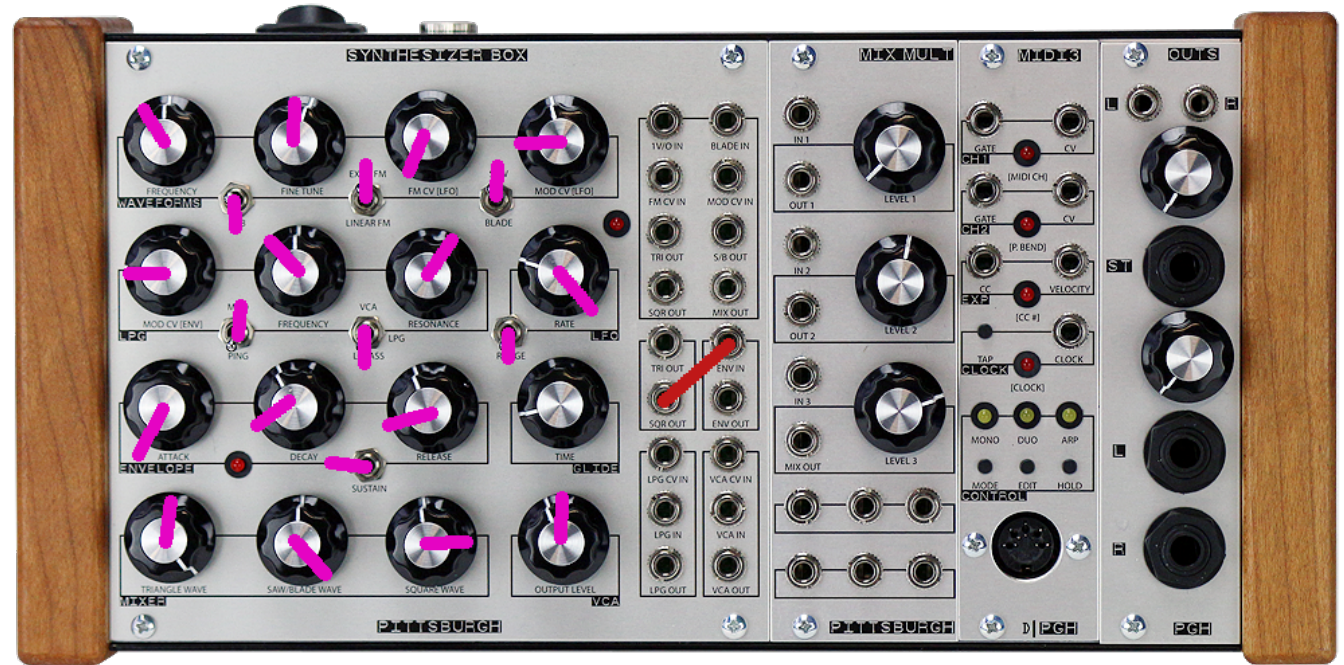 SYNTHESIZER BOX
MIX MULT
MIDI3
OUTS
L
R
FREQUENCY
FINE TUNE
FM CV [LFO]
MOD CV [LFO]
WAVEFORMS
LINEAR FM
BLADE
MOD CV [ENV]
FREQUENCY
RESONANCE
RATE
LPG
LFO
PING
VCA
LPG
ATTACK
DECAY
RELEASE
TIME
ENVELOPE
GLIDE
SUSTAIN
TRIANGLE WAVE
SAW/BLADE WAVE
SQUARE WAVE
OUTPUT LEVEL
MIXER
VCA
PITTSBURGH
1V/O IN
BLADE IN
FM CV IN
MOD CV IN
TRI OUT
S/B OUT
SQR OUT
MIX OUT
TRI OUT
ENV IN
SQR OUT
ENV OUT
LPG CV IN
VCA CV IN
LPG IN
VCA IN
LPG OUT
VCA OUT
IN 1
OUT 1
LEVEL 1
IN 2
OUT 2
LEVEL 2
IN 3
MIX OUT
LEVEL 3
PITTSBURGH
GATE
CV
CH1
[MIDI CH]
GATE
CV
CH2
[P. BEND]
CC
VELOCITY
EXP
[CC #]
TAP
CLOCK
CLOCK
[CLOCK]
MONO
DUO
ARP
MODE
EDIT
HOLD
CONTROL
D|PGH
ST
L
R
PGH